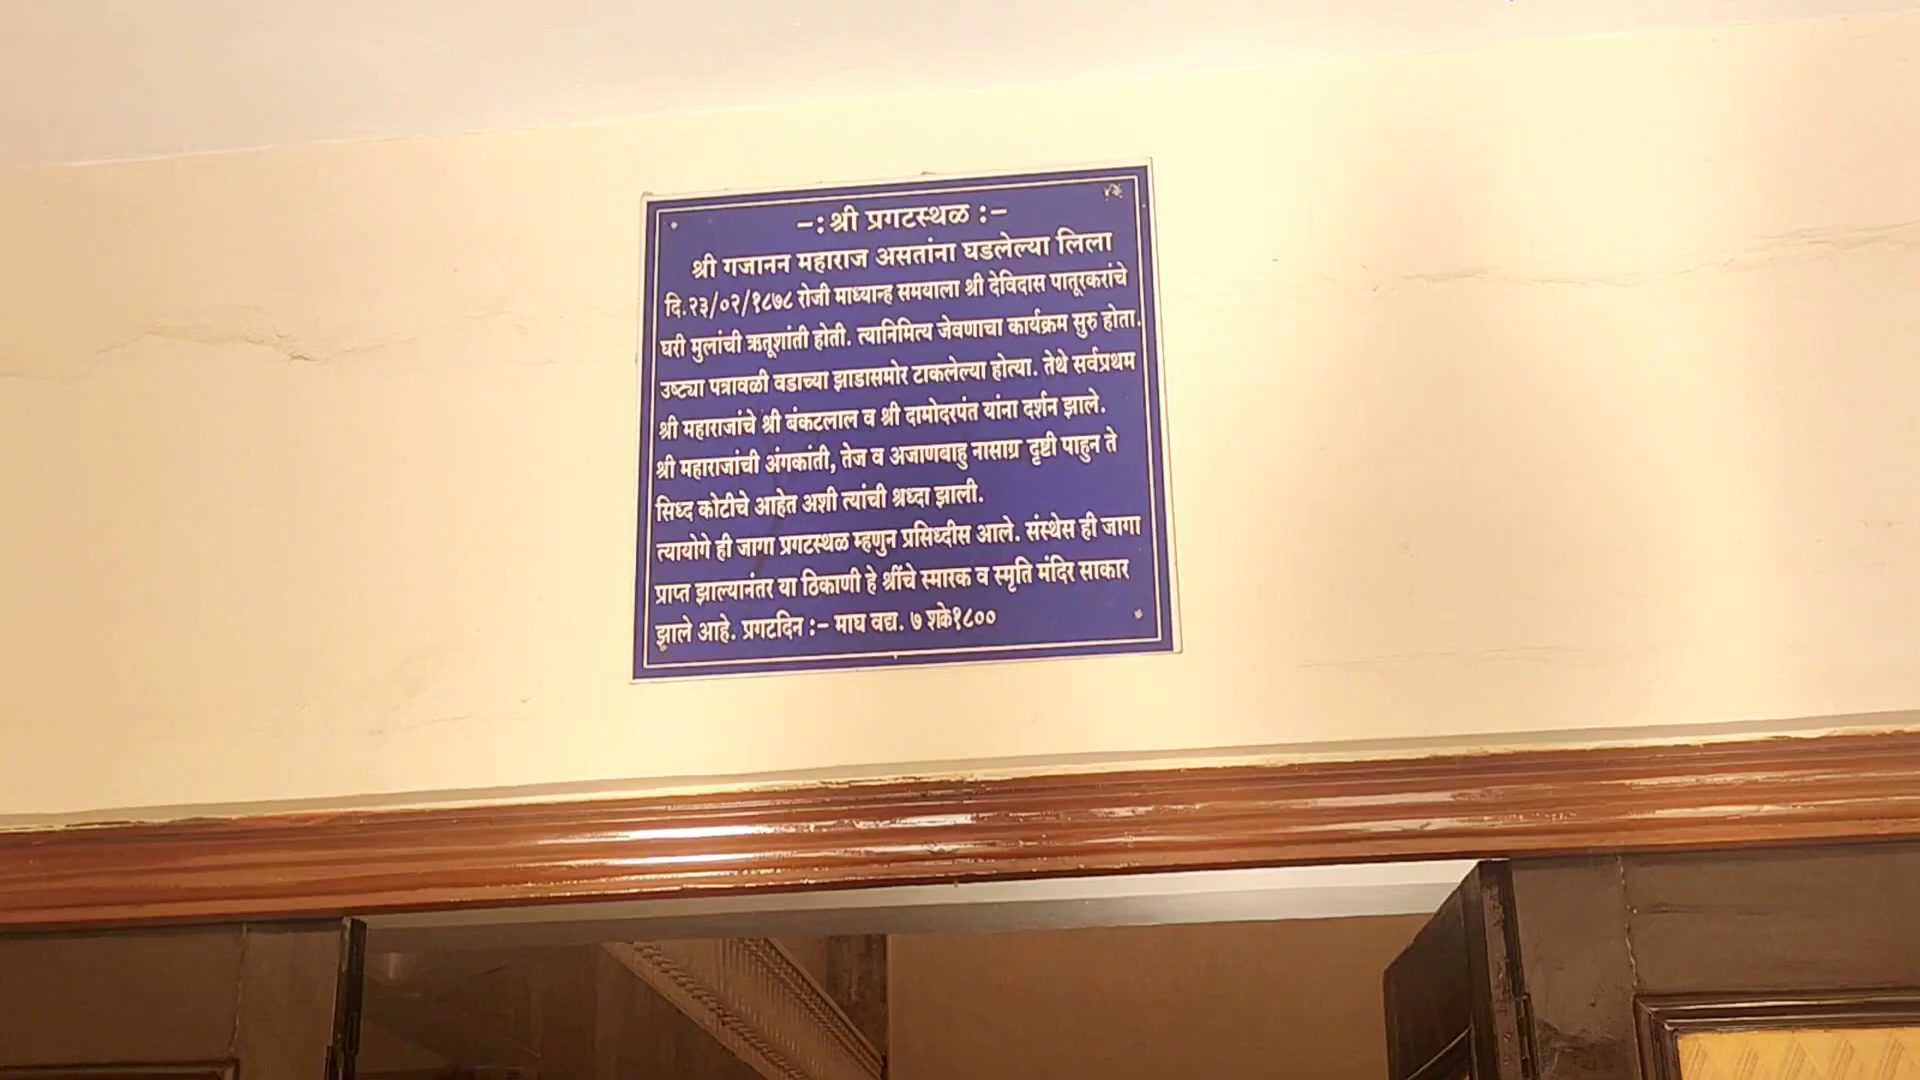 –: श्री प्रगटस्थळ :–
श्री गजानन महाराज असतांना घडलेल्या लिला
दि.२३/०२/१८७८ रोजी माध्यान्ह समयाला श्री देविदास पातूरकरांचे
घरी मुलांची ऋतूशांती होती. त्यानिमित्य जेवणाचा कार्यक्रम सुरु होता.
उष्ट्या पत्रावळी वडाच्या झाडासमोर टाकलेल्या होत्या. तेथे सर्वप्रथम
श्री महाराजांचे श्री बंकटलाल व श्री दामोदरपंत यांना दर्शन झाले.
श्री महाराजांची अंगकांती, तेज व अजाणबाहु नासाग्र दृष्टी पाहुन ते
सिध्द कोटीचे आहेत अशी त्यांची श्रध्दा झाली.
त्यायोगे ही जागा प्रगटस्थळ म्हणुन प्रसिध्दीस आले. संस्थेस ही जागा
प्राप्त झाल्यानंतर या ठिकाणी हे श्रींचे स्मारक व स्मृति मंदिर साकार
झाले आहे. प्रगटदिन :– माघ वद्य. ७ शके१८००